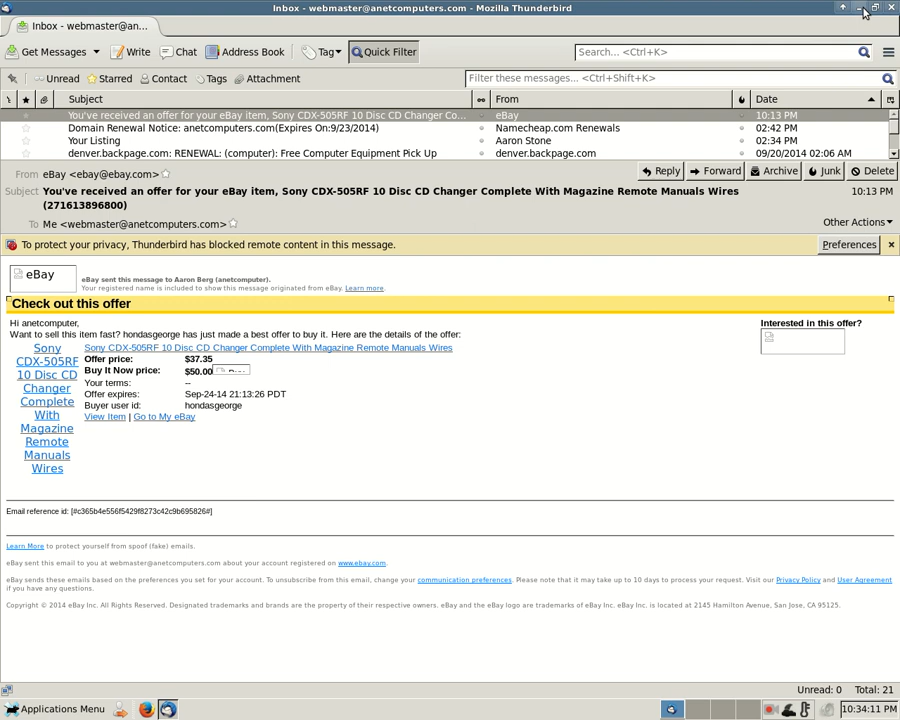 Inbox - webmaster@anetcomputers.com - Mozilla Thunderbird
Inbox - webmaster@an...
Get Messages Write Chat Address Book Tag Quick Filter Search... <Ctrl+K>
Unread Starred Contact Tags Attachment Filter these messages... <Ctrl+Shift+K>
Subject From Date
You've received an offer for your eBay item, Sony CDX-505RF 10 Disc CD Changer Co... eBay 10:13 PM
Domain Renewal Notice: anetcomputers.com(Expires On:9/23/2014) Namecheap.com Renewals 02:42 PM
Your Listing Aaron Stone 02:34 PM
denver.backpage.com: RENEWAL: (computer): Free Computer Equipment Pick Up denver.backpage.com 09/20/2014 02:06 AM
From eBay <ebay@ebay.com> Reply Forward Archive Junk Delete
Subject You've received an offer for your eBay item, Sony CDX-505RF 10 Disc CD Changer Complete With Magazine Remote Manuals Wires 10:13 PM
(271613896800)
To Me <webmaster@anetcomputers.com> Other Actions
To protect your privacy, Thunderbird has blocked remote content in this message. Preferences
eBay
eBay sent this message to Aaron Berg (anetcomputer).
Your registered name is included to show this message originated from eBay. Learn more.
Check out this offer
Hi anetcomputer,
Want to sell this item fast? hondasgeorge has just made a best offer to buy it. Here are the details of the offer:
Interested in this offer?
Sony
CDX-505RF
10 Disc CD
Changer
Complete
With
Magazine
Remote
Manuals
Wires
Sony CDX-505RF 10 Disc CD Changer Complete With Magazine Remote Manuals Wires
Offer price: $37.35
Buy It Now price: $50.00
Your terms: --
Offer expires: Sep-24-14 21:13:26 PDT
Buyer user id: hondasgeorge
View Item | Go to My eBay
Email reference id: [#c365b4e556f5429f8273c42c9b695826#]
Learn More to protect yourself from spoof (fake) emails.
eBay sent this email to you at webmaster@anetcomputers.com about your account registered on www.ebay.com.
eBay sends these emails based on the preferences you set for your account. To unsubscribe from this email, change your communication preferences. Please note that it may take up to 10 days to process your request. Visit our Privacy Policy and User Agreement
if you have any questions.
Copyright © 2014 eBay Inc. All Rights Reserved. Designated trademarks and brands are the property of their respective owners. eBay and the eBay logo are trademarks of eBay Inc. eBay Inc. is located at 2145 Hamilton Avenue, San Jose, CA 95125.
Unread: 0 Total: 21
Applications Menu 10:34:11 PM